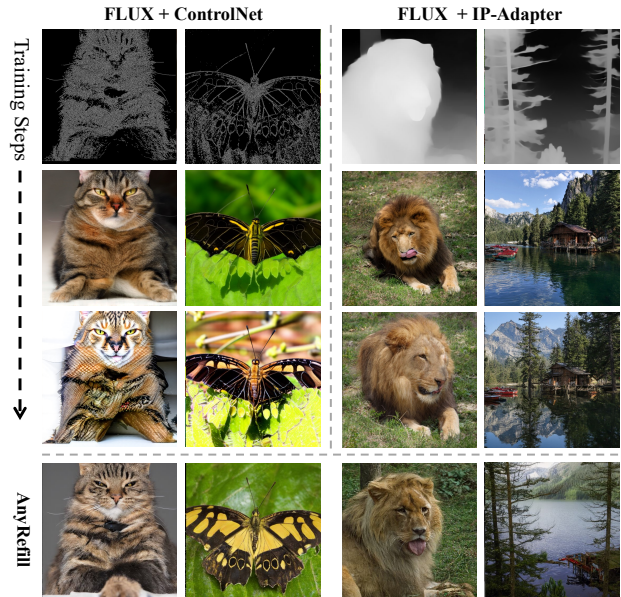 FLUX + ControlNet
FLUX + IP-Adapter
Training Steps
AnyRefill